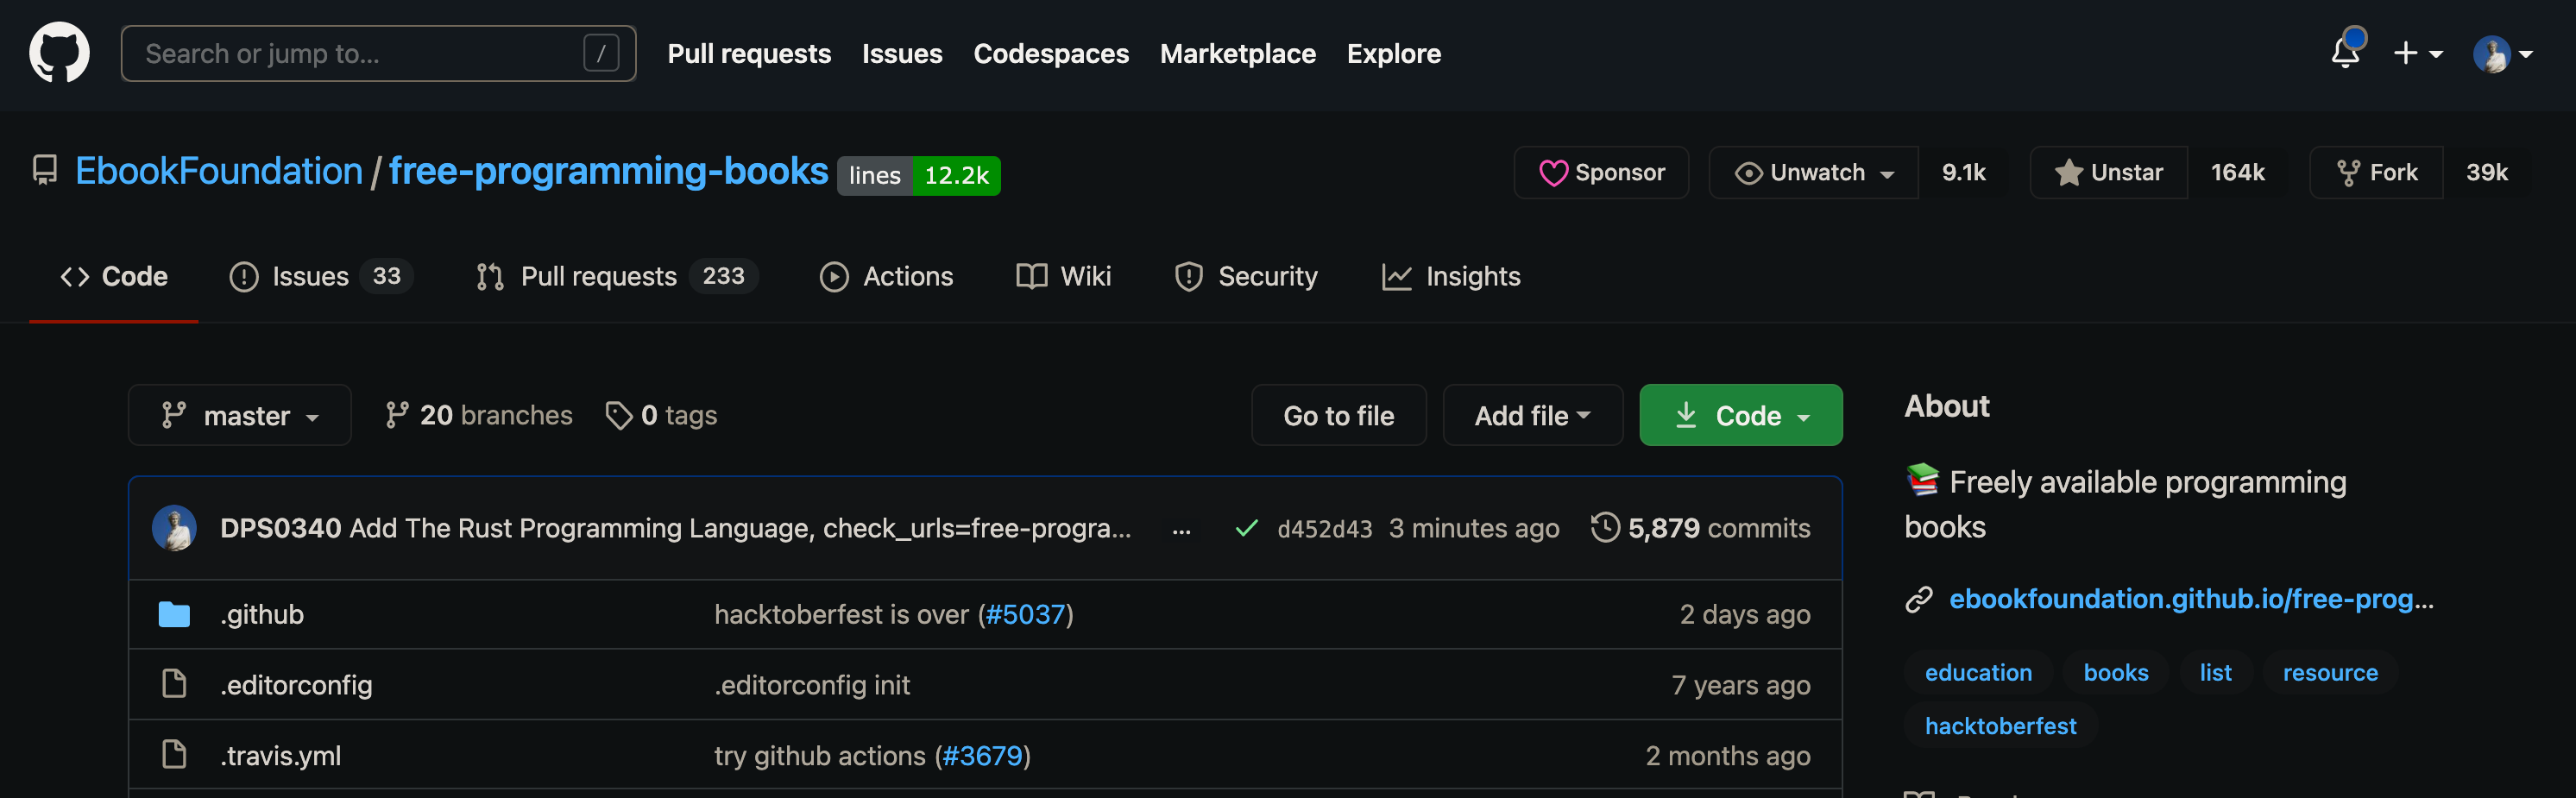 Search or jump to... / Pull requests Issues Codespaces Marketplace Explore
EbookFoundation / free-programming-books lines 12.2k Sponsor Unwatch 9.1k Unstar 164k Fork 39k
Code Issues 33 Pull requests 233 Actions Wiki Security Insights
master 20 branches 0 tags Go to file Add file Code
DPS0340 Add The Rust Programming Language, check_urls=free-progra... ... d452d43 3 minutes ago 5,879 commits
.github hacktoberfest is over (#5037) 2 days ago
.editorconfig .editorconfig init 7 years ago
.travis.yml try github actions (#3679) 2 months ago
About
Freely available programming
books
ebookfoundation.github.io/free-prog...
education books list resource
hacktoberfest